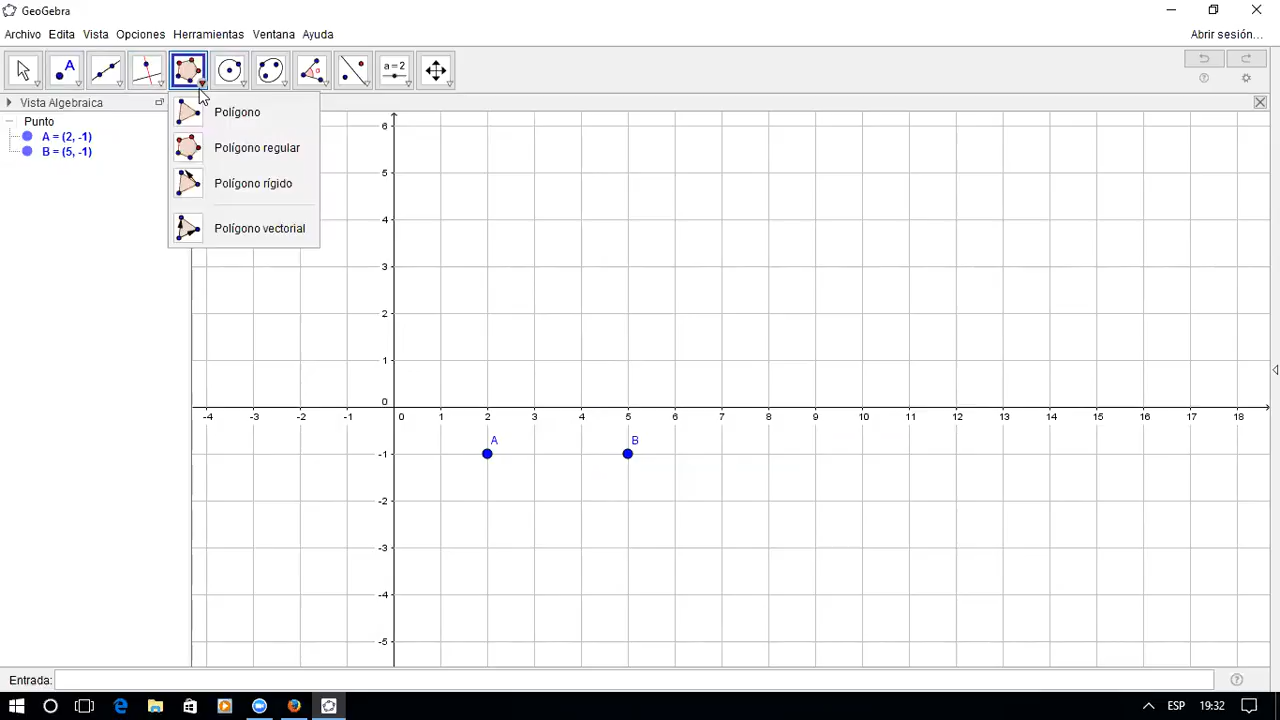 GeoGebra
Archivo Edita Vista Opciones Herramientas Ventana Ayuda
Abrir sesión...
A
α
a = 2
Vista Algebraica
Punto
A = (2, -1)
B = (5, -1)
Polígono
Polígono regular
Polígono rígido
Polígono vectorial
6
5
4
3
2
1
0
-4 -3 -2 -1 0 1 2 3 4 5 6 7 8 9 10 11 12 13 14 15 16 17 18
A B
-1
-2
-3
-4
-5
Entrada:
ESP 19:32